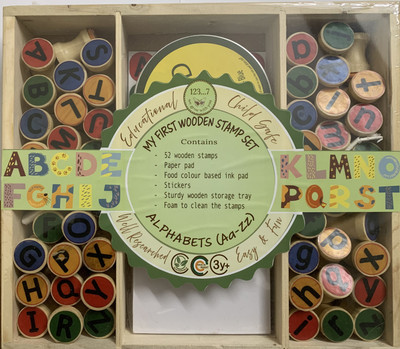 123...7
Educational
Child Safe
MY FIRST WOODEN STAMP SET
Contains
- 52 wooden stamps
- Paper pad
- Food colour based ink pad
- Stickers
- Sturdy wooden storage tray
- Foam to clean the stamps
ALPHABETS (Aa-Zz)
Well Researched
Easy & Fun
3y+
ABCDE
FGHIJ
KLMNO
PQRST
A S
K T
L C
W
F O
G P X
H Q Y
I R Z
p x
h y
i